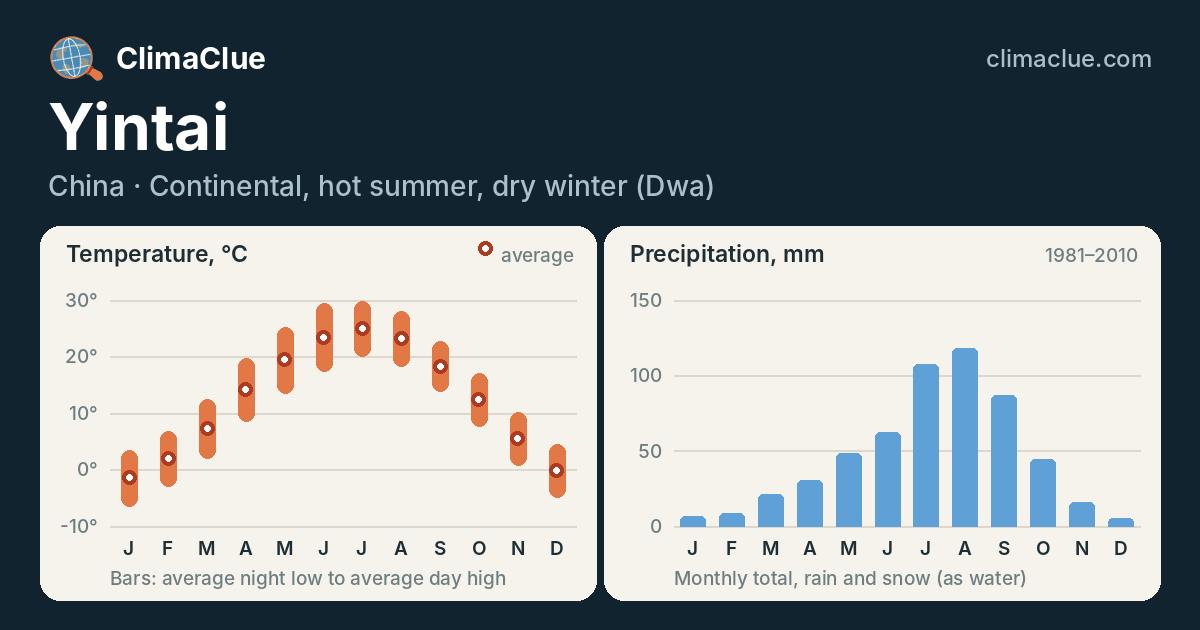 ClimaClue
climaclue.com
Yintai
China · Continental, hot summer, dry winter (Dwa)
Temperature, °C
average
30°
20°
10°
0°
-10°
J F M A M J J A S O N D
Bars: average night low to average day high
Precipitation, mm
1981–2010
150
100
50
0
J F M A M J J A S O N D
Monthly total, rain and snow (as water)